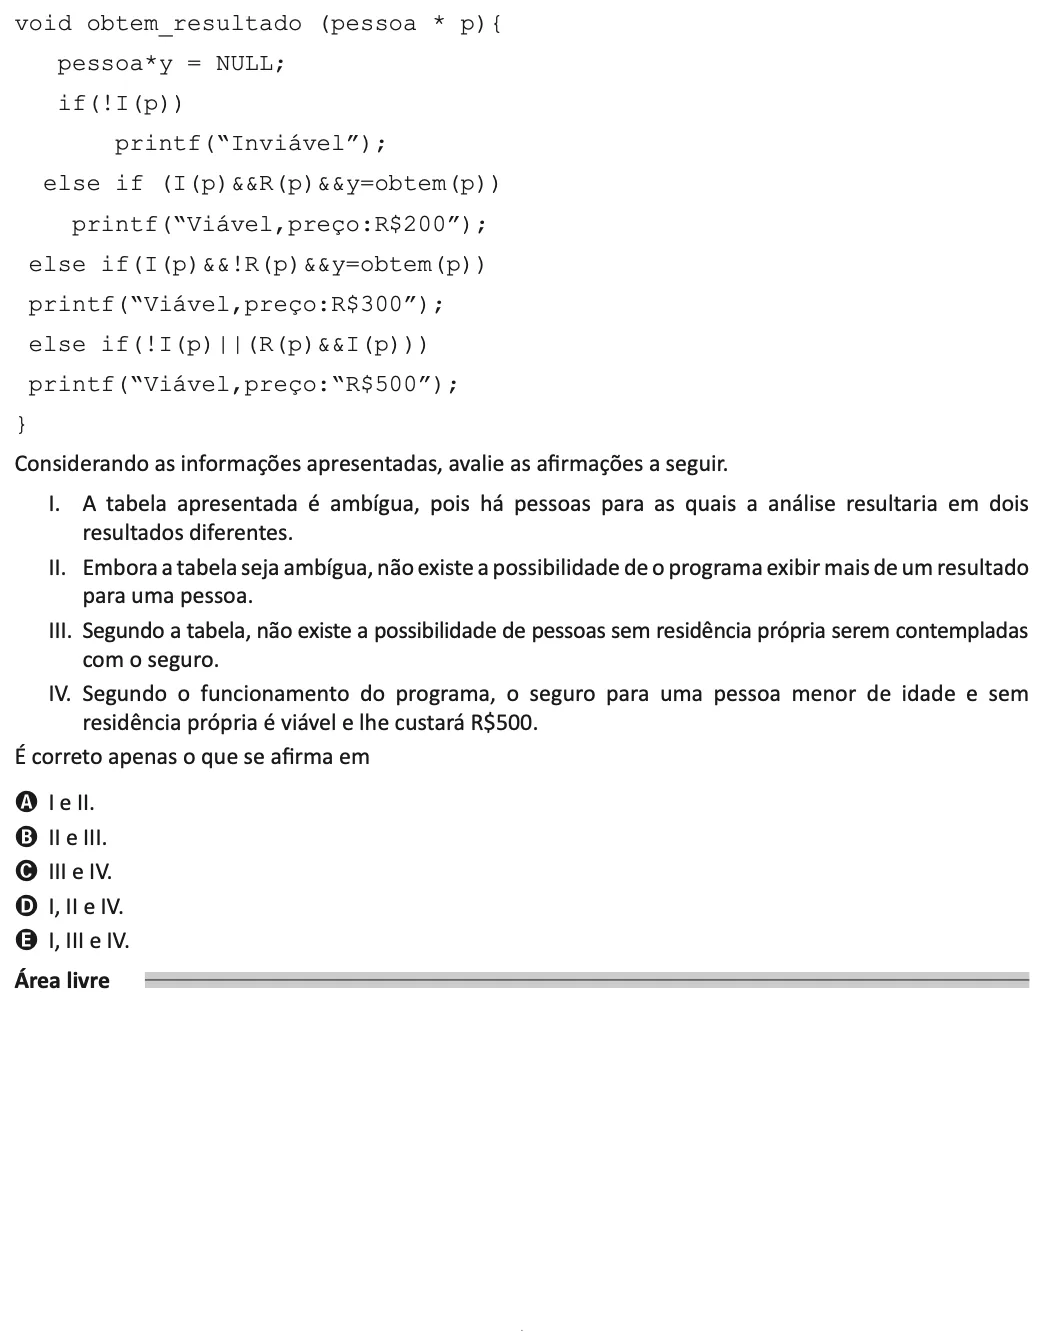 void obtem_resultado (pessoa * p){
pessoa*y = NULL;
if(!I(p))
printf(“Inviável”);
else if (I(p)&&R(p)&&y=obtem(p))
printf(“Viável,preço:R$200”);
else if(I(p)&&!R(p)&&y=obtem(p))
printf(“Viável,preço:R$300”);
else if(!I(p)||(R(p)&&I(p)))
printf(“Viável,preço:“R$500”);
}
Considerando as informações apresentadas, avalie as afirmações a seguir.
I. A tabela apresentada é ambígua, pois há pessoas para as quais a análise resultaria em dois
resultados diferentes.
II. Embora a tabela seja ambígua, não existe a possibilidade de o programa exibir mais de um resultado
para uma pessoa.
III. Segundo a tabela, não existe a possibilidade de pessoas sem residência própria serem contempladas
com o seguro.
IV. Segundo o funcionamento do programa, o seguro para uma pessoa menor de idade e sem
residência própria é viável e lhe custará R$500.
É correto apenas o que se afirma em
A I e II.
B II e III.
C III e IV.
D I, II e IV.
E I, III e IV.
Área livre